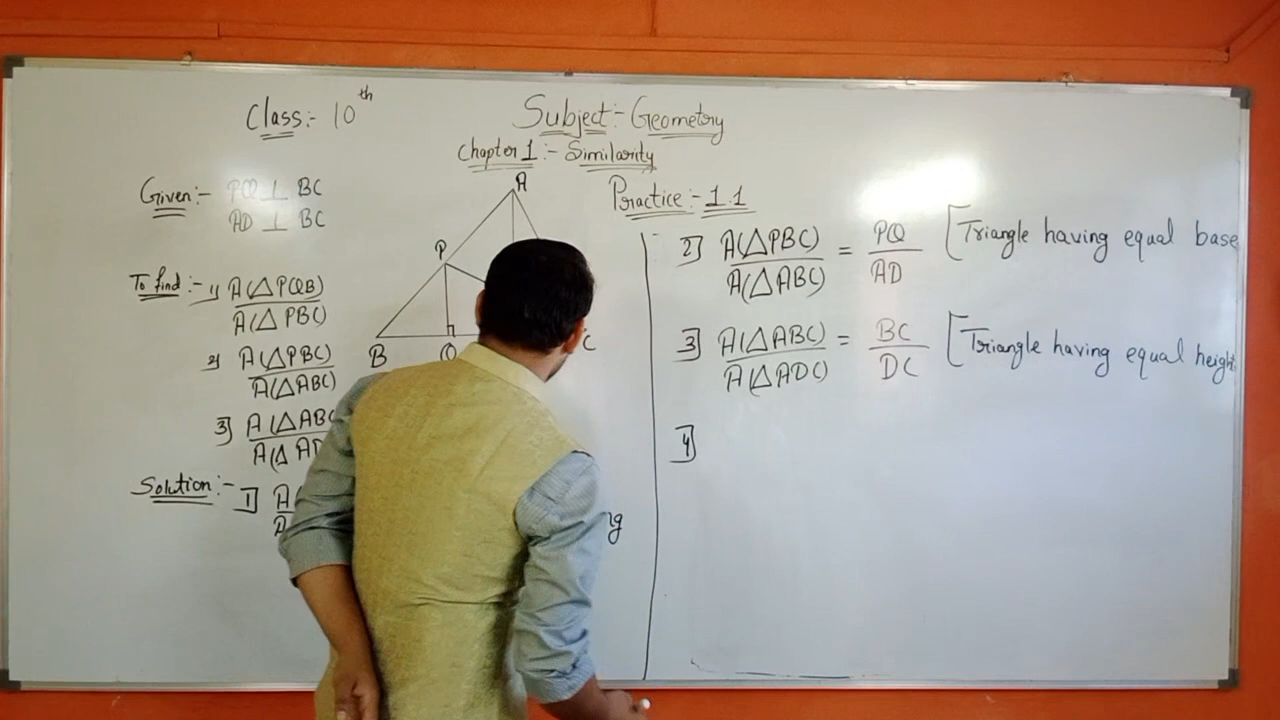 Class:- 10th
Subject:- Geometry
Chapter 1:- Similarity
Practice:- 1.1
Given:- PQ ⊥ BC
AD ⊥ BC
A
P
B
Q
C
To find:- 1) A(△PQB)
A(△PBC)
2) A(△PBC)
A(△ABC)
3] A(△ABC
A(△ AD
Solution:- 1]
2] A(△PBC) = PQ [Triangle having equal base
A(△ABC) AD
3] A(△ABC) = BC [Triangle having equal height
A(△ADC) DC
4]